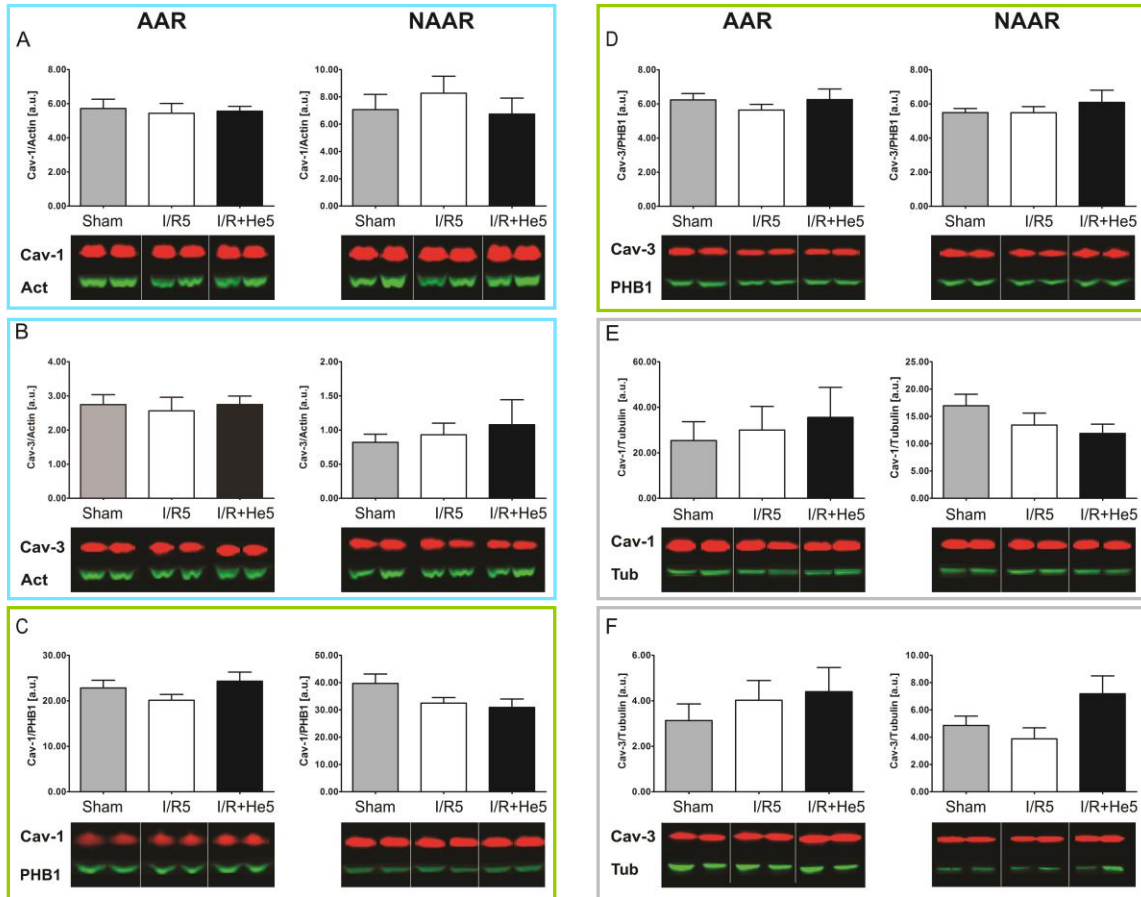 AAR NAAR
A
Cav-1/Actin [a.u.]
8.00
6.00
4.00
2.00
0.00
Sham I/R5 I/R+He5
Cav-1/Actin [a.u.]
10.00
8.00
6.00
4.00
2.00
0.00
Sham I/R5 I/R+He5
Cav-1
Act
B
Cav-3/Actin [a.u.]
4.00
3.00
2.00
1.00
0.00
Sham I/R5 I/R+He5
Cav-3/Actin [a.u.]
2.00
1.50
1.00
0.50
0.00
Sham I/R5 I/R+He5
Cav-3
Act
C
Cav-1/PHB1 [a.u.]
30.00
20.00
10.00
0.00
Sham I/R5 I/R+He5
Cav-1/PHB1 [a.u.]
50.00
40.00
30.00
20.00
10.00
0.00
Sham I/R5 I/R+He5
Cav-1
PHB1
AAR NAAR
D
Cav-3/PHB1 [a.u.]
8.00
6.00
4.00
2.00
0.00
Sham I/R5 I/R+He5
Cav-3/PHB1 [a.u.]
8.00
6.00
4.00
2.00
0.00
Sham I/R5 I/R+He5
Cav-3
PHB1
E
Cav-1/Tubulin [a.u.]
60.00
40.00
20.00
0.00
Sham I/R5 I/R+He5
Cav-1/Tubulin [a.u.]
25.00
20.00
15.00
10.00
5.00
0.00
Sham I/R5 I/R+He5
Cav-1
Tub
F
Cav-3/Tubulin [a.u.]
6.00
4.00
2.00
0.00
Sham I/R5 I/R+He5
Cav-3/Tubulin [a.u.]
10.00
8.00
6.00
4.00
2.00
0.00
Sham I/R5 I/R+He5
Cav-3
Tub